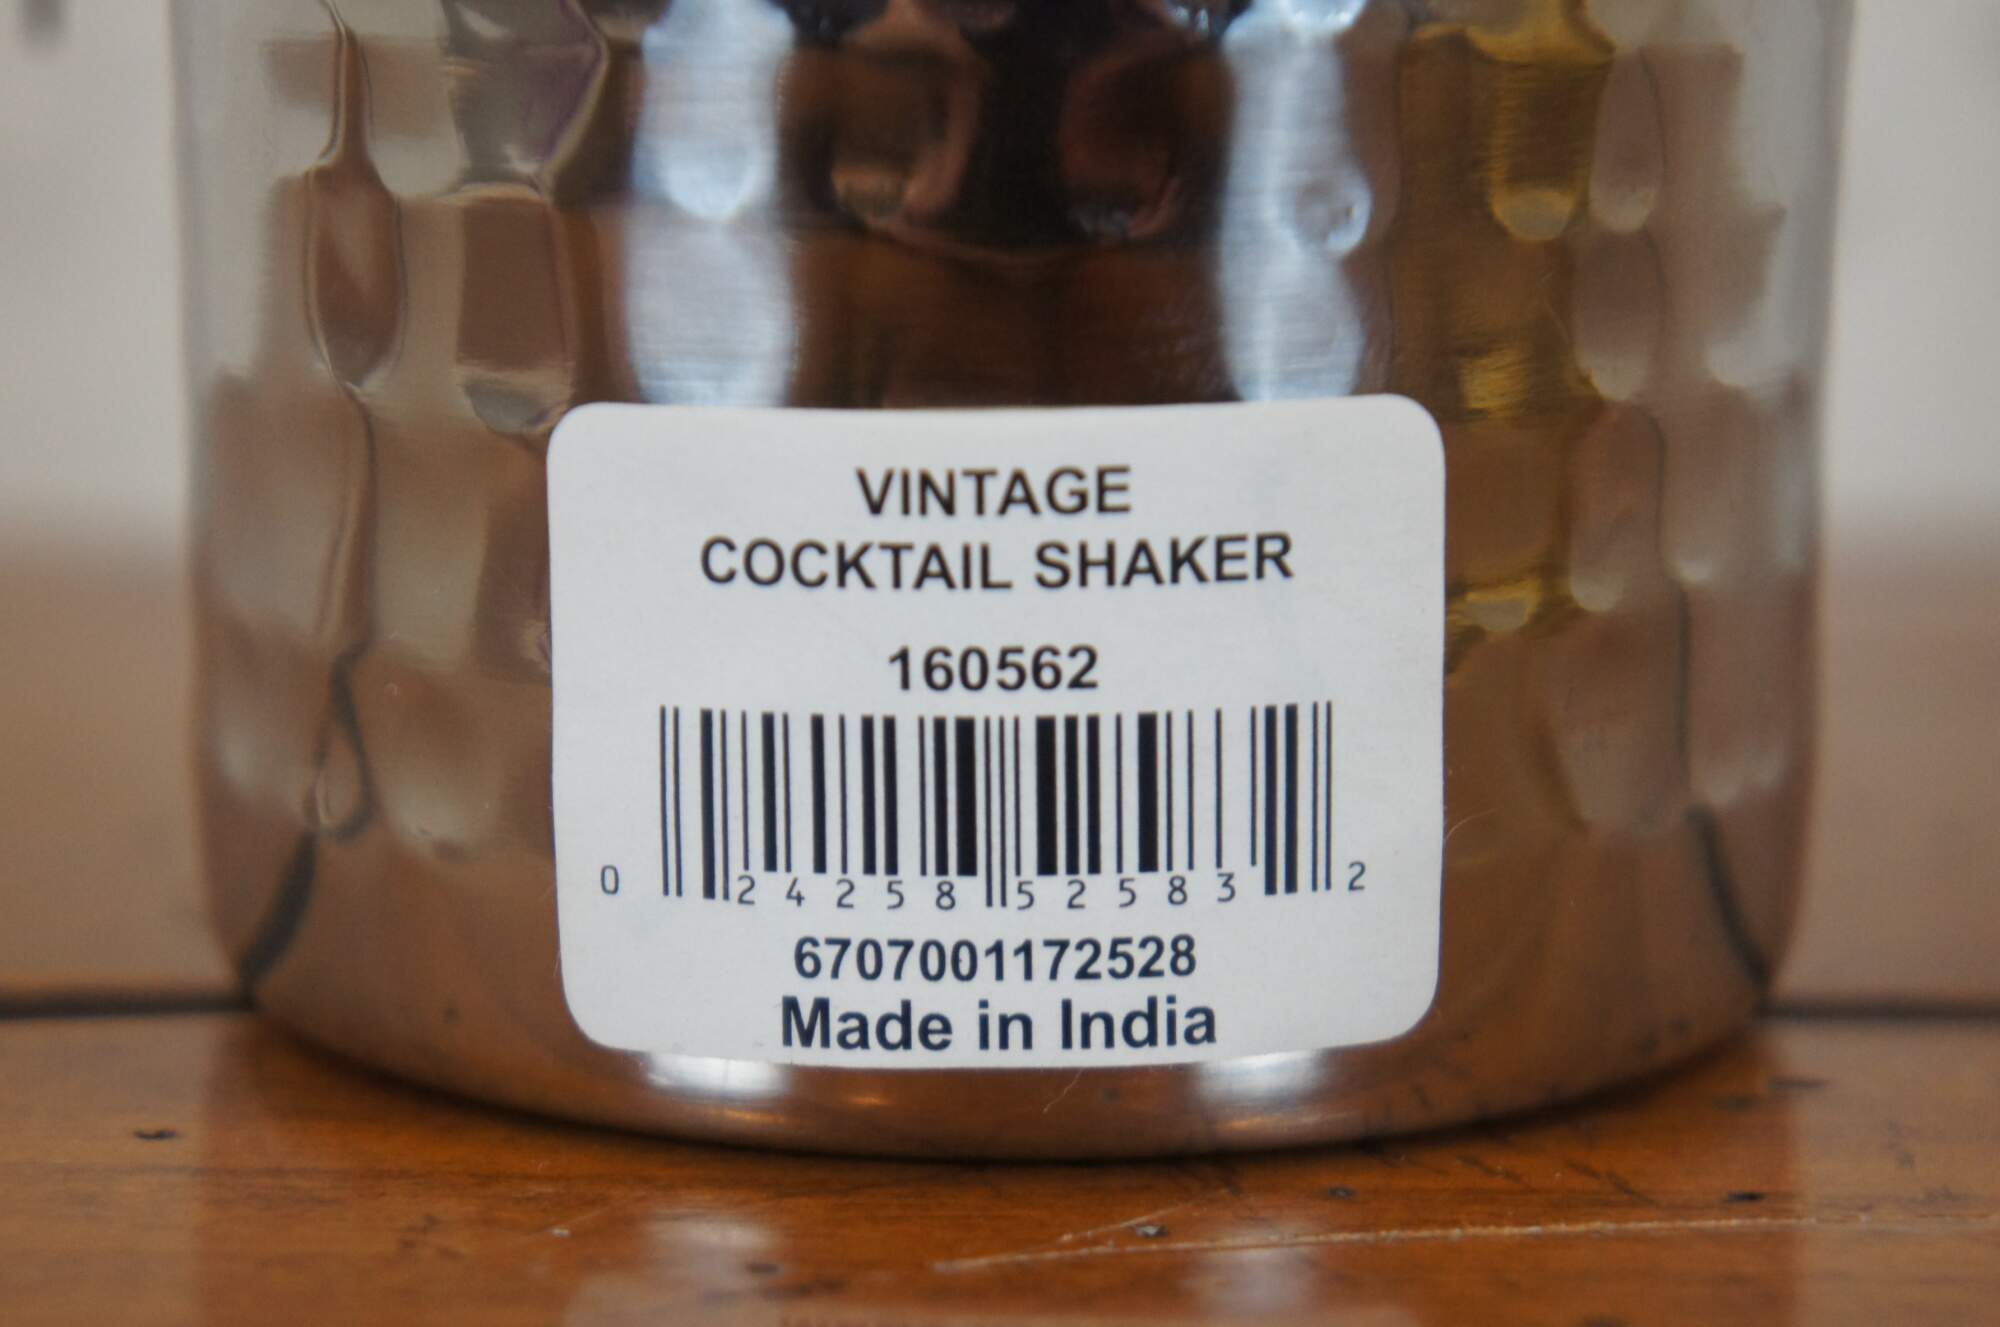 VINTAGE
COCKTAIL SHAKER
160562
0 24258 52583 2
6707001172528
Made in India